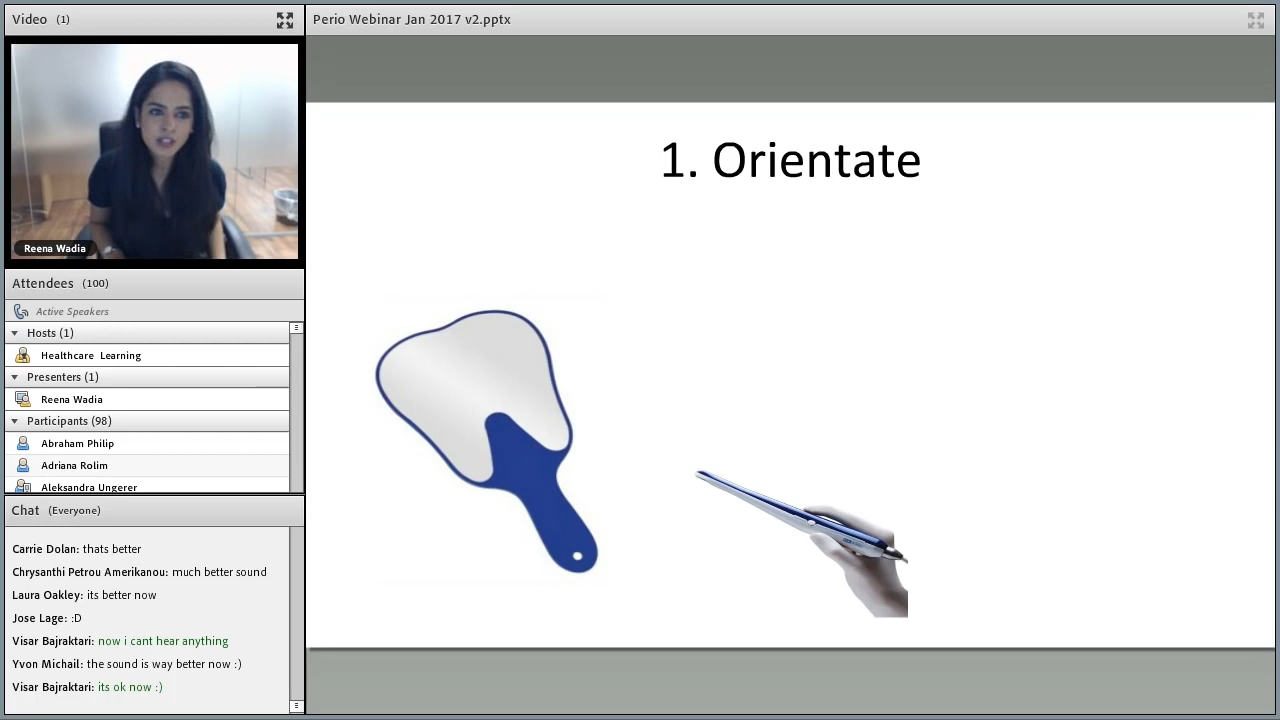 Video (1)
Perio Webinar Jan 2017 v2.pptx
Reena Wadia
1. Orientate
Attendees (100)
Active Speakers
Hosts (1)
Healthcare Learning
Presenters (1)
Reena Wadia
Participants (98)
Abraham Philip
Adriana Rolim
Aleksandra Ungerer
Chat (Everyone)
Carrie Dolan: thats better
Chrysanthi Petrou Amerikanou: much better sound
Laura Oakley: its better now
Jose Lage: :D
Visar Bajraktari: now i cant hear anything
Yvon Michail: the sound is way better now :)
Visar Bajraktari: its ok now :)